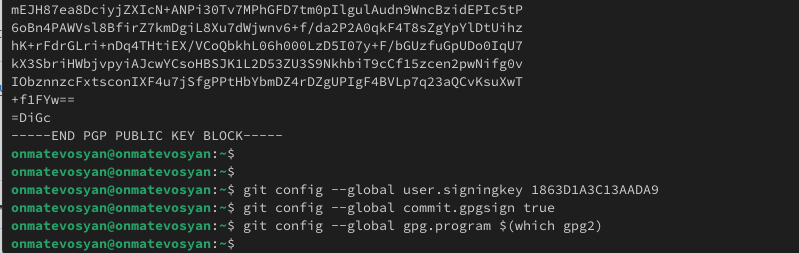 mEJH87ea8DciyjZXIcN+ANPi30Tv7MPhGFD7tm0pIlgulAudn9WncBzidEPIc5tP
6oBn4PAWVsl8BfirZ7kmDgiL8Xu7dWjwnv6+f/da2P2A0qkF4T8sZgYpYlDtUihz
hK+rFdrGLri+nDq4THtiEX/VCoQbkhL06h000LzD5I07y+F/bGUzfuGpUDo0IqU7
kX3SbriHWbjvpyiAJcwYCsoHBSJK1L2D53ZU3S9NkhbiT9cCf15zcen2pwNifg0v
IObznnzcFxtsconIXF4u7jSfgPPtHbYbmDZ4rDZgUPIgF4BVLp7q23aQCvKsuXwT
+f1FYw==
=DiGc
-----END PGP PUBLIC KEY BLOCK-----
onmatevosyan@onmatevosyan:~$
onmatevosyan@onmatevosyan:~$
onmatevosyan@onmatevosyan:~$ git config --global user.signingkey 1863D1A3C13AADA9
onmatevosyan@onmatevosyan:~$ git config --global commit.gpgsign true
onmatevosyan@onmatevosyan:~$ git config --global gpg.program $(which gpg2)
onmatevosyan@onmatevosyan:~$